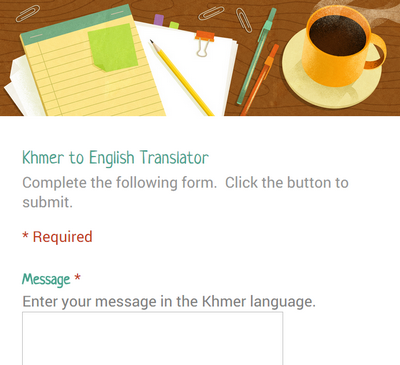 Khmer to English Translator
Complete the following form.  Click the button to
submit.
* Required
Message *
Enter your message in the Khmer language.